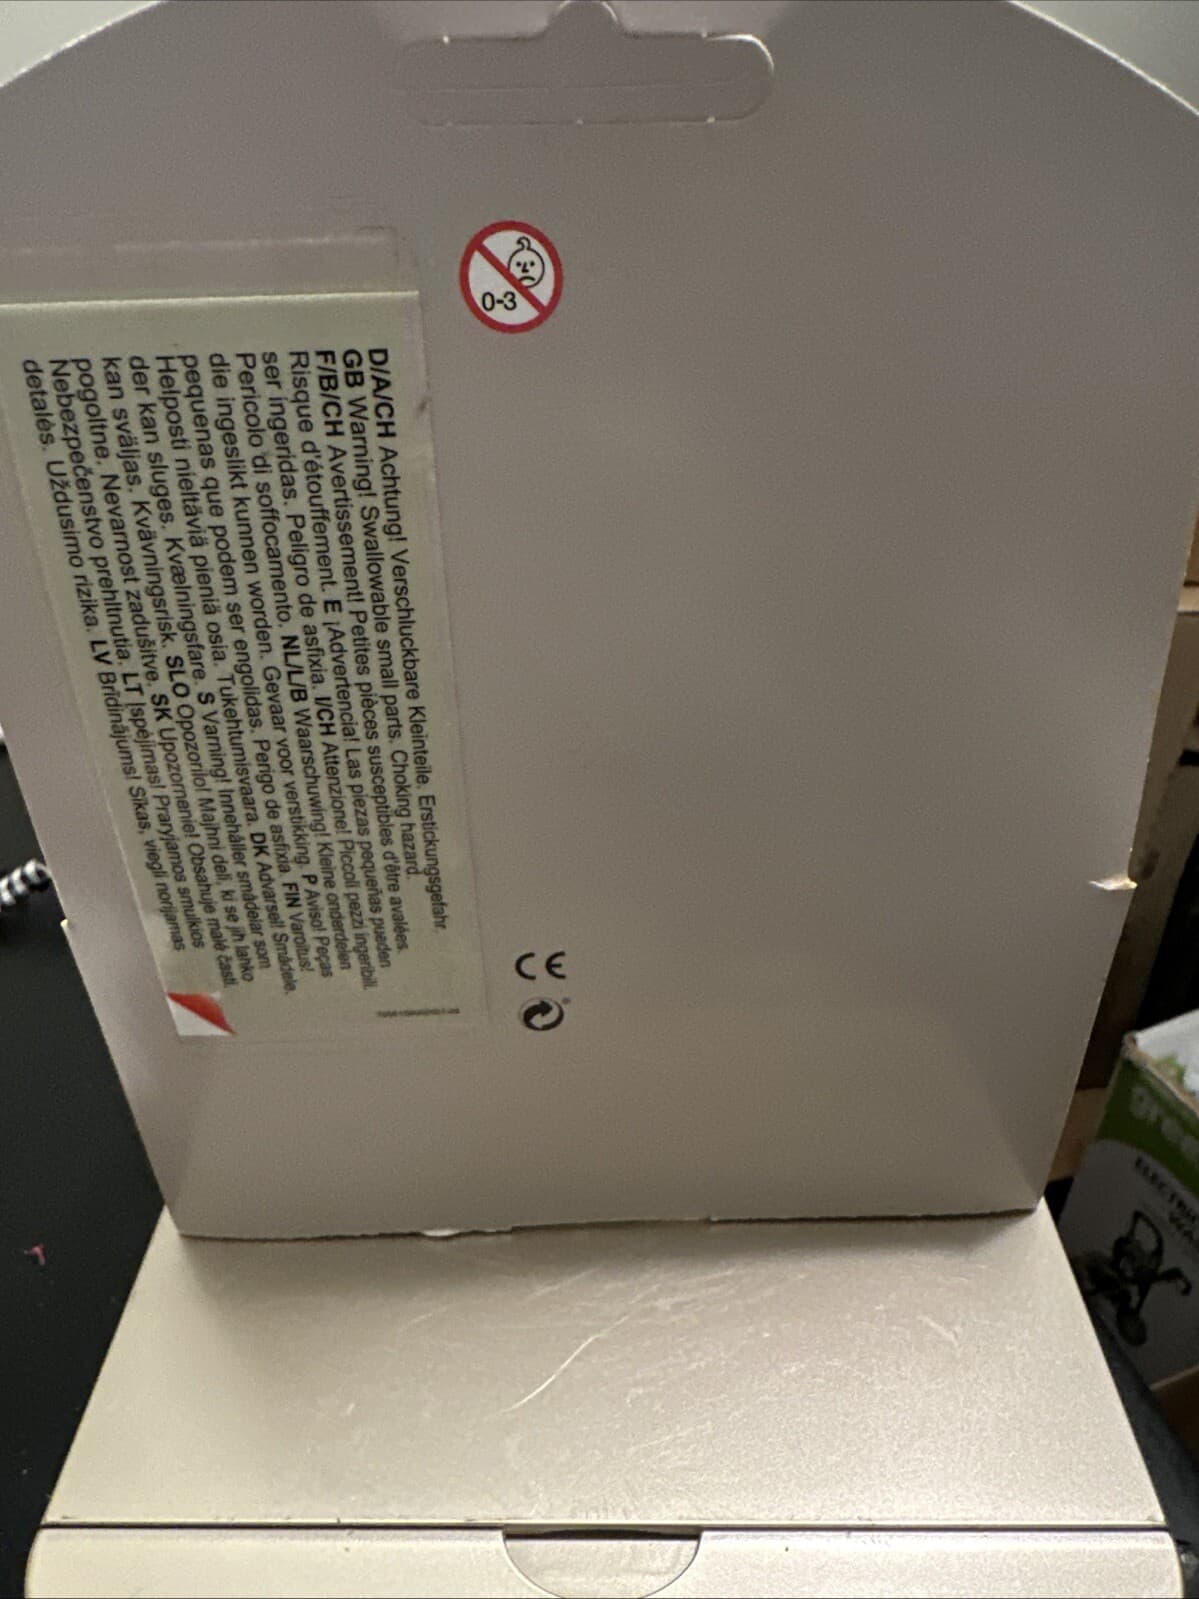 0-3
D/A/CH Achtung! Verschluckbare Kleinteile. Erstickungsgefahr.
GB Warning! Swallowable small parts. Choking hazard.
F/B/CH Avertissement! Petites pièces susceptibles d'être avalées.
Risque d'étouffement. E ¡Advertencia! Las piezas pequeñas pueden
ser ingeridas. Peligro de asfixia. I/CH Attenzione! Piccoli pezzi ingeribili.
Pericolo di soffocamento. NL/L/B Waarschuwing! Kleine onderdelen
die ingeslikt kunnen worden. Gevaar voor verstikking. P Aviso! Peças
pequenas que podem ser engolidas. Perigo de asfixia. FIN Varoitus!
Helposti nieltäviä pieniä osia. Tukehtumisvaara. DK Advarsel! Smådele,
der kan sluges. Kvælningsfare. S Varning! Innehåller smådelar som
kan sväljas. Kvävningsrisk. SLO Opozorilo! Majhni deli, ki se jih lahko
pogoltne. Nevarnost zadušitve. SK Upozornenie! Obsahuje malé časti.
Nebezpečenstvo prehltnutia. LT Įspėjimas! Praryjamos smulkios
detalės. Uždusimo rizika. LV Brīdinājums! Sīkas, viegli norijamas
CE
ELECTRI